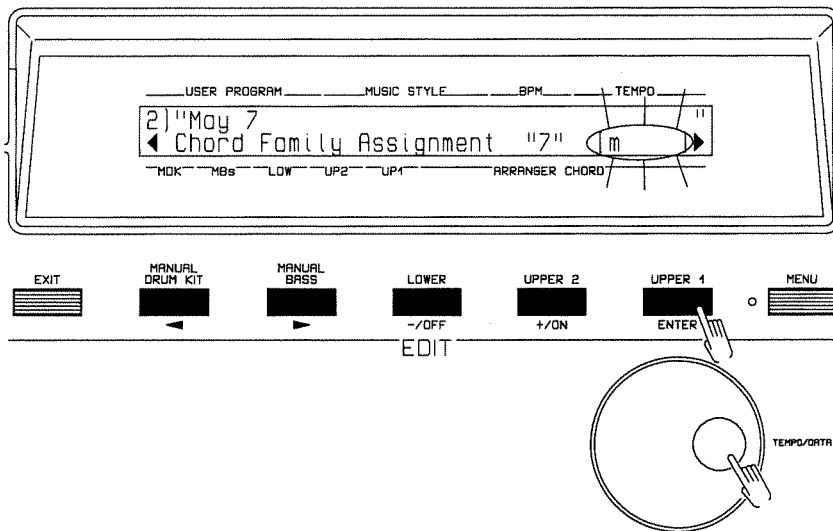 USER PROGRAM MUSIC STYLE BPM TEMPO
2)"May 7 "
◀ Chord Family Assignment "7" m ▶
MDK MBs LOW UP2 UP1 ARRANGER CHORD
EXIT MANUAL DRUM KIT MANUAL BASS LOWER UPPER 2 UPPER 1 MENU
◀ ▶ -/OFF +/ON ENTER
EDIT
TEMPO/DATA